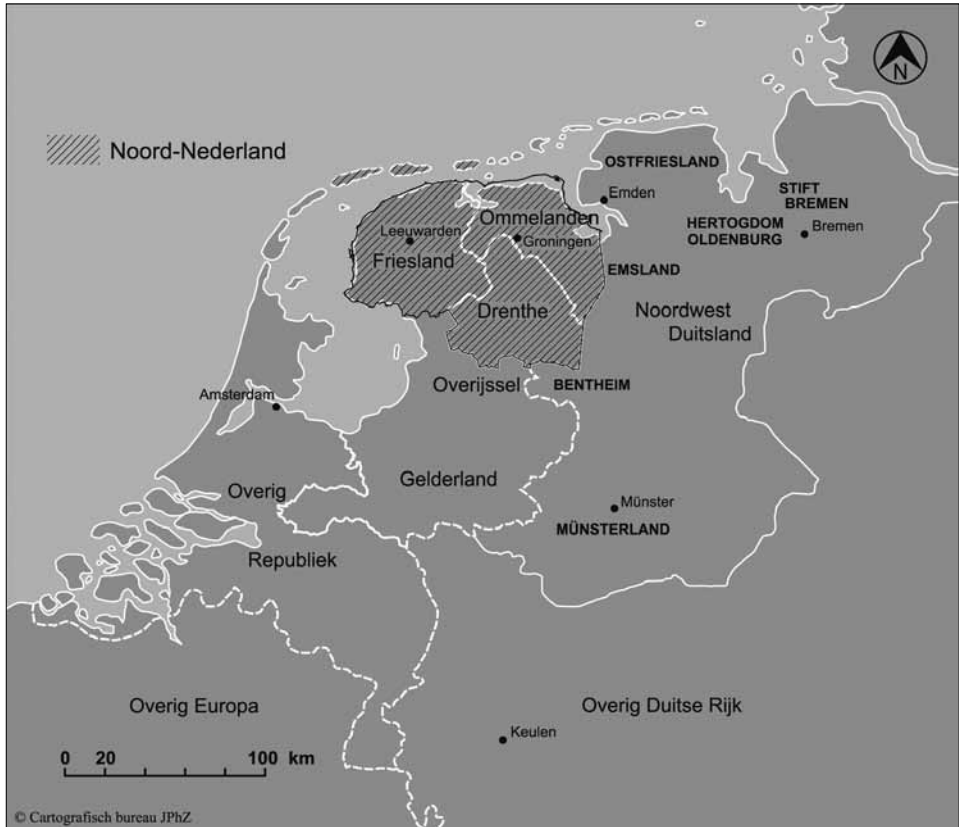 N
Noord-Nederland
OSTFRIESLAND
Emden
STIFT
BREMEN
HERTOGDOM
OLDENBURG
Bremen
Ommelanden
Leeuwarden
Groningen
Friesland
EMSLAND
Drenthe
Noordwest
Duitsland
Overijssel
BENTHEIM
Amsterdam
Gelderland
Overig
Münster
MÜNSTERLAND
Republiek
Overig Europa
Overig Duitse Rijk
Keulen
0 20 100 km
© Cartografisch bureau JPhZ